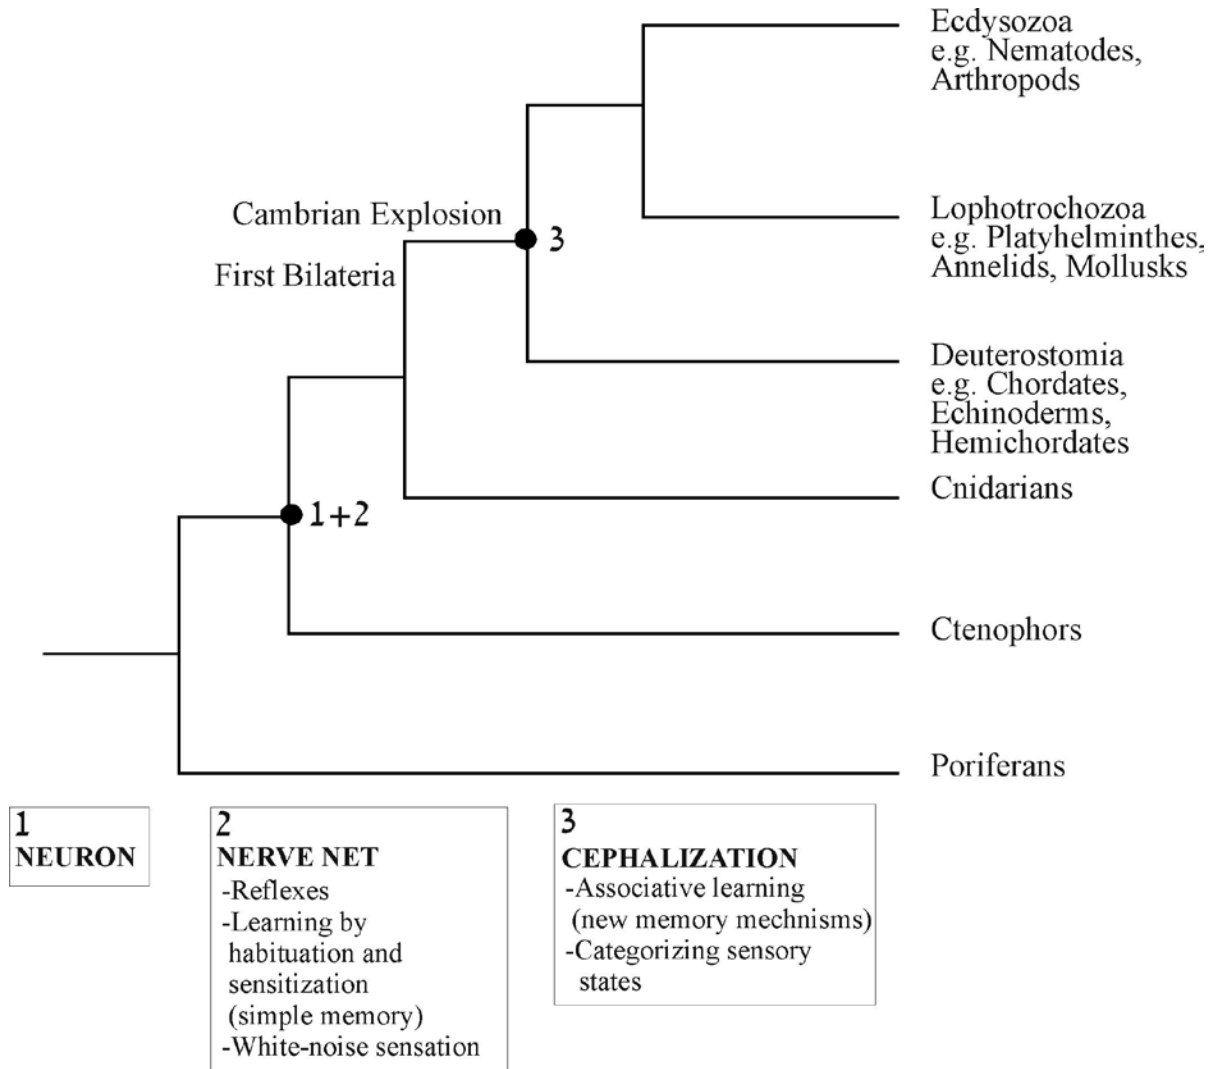 Ecdysozoa
e.g. Nematodes,
Arthropods
Cambrian Explosion
3
Lophotrochozoa
e.g. Platyhelminthes,
Annelids, Mollusks
First Bilateria
Deuterostomia
e.g. Chordates,
Echinoderms,
Hemichordates
Cnidarians
1+2
Ctenophors
Poriferans
1
NEURON
2
NERVE NET
-Reflexes
-Learning by
habituation and
sensitization
(simple memory)
-White-noise sensation
3
CEPHALIZATION
-Associative learning
(new memory mechnisms)
-Categorizing sensory
states